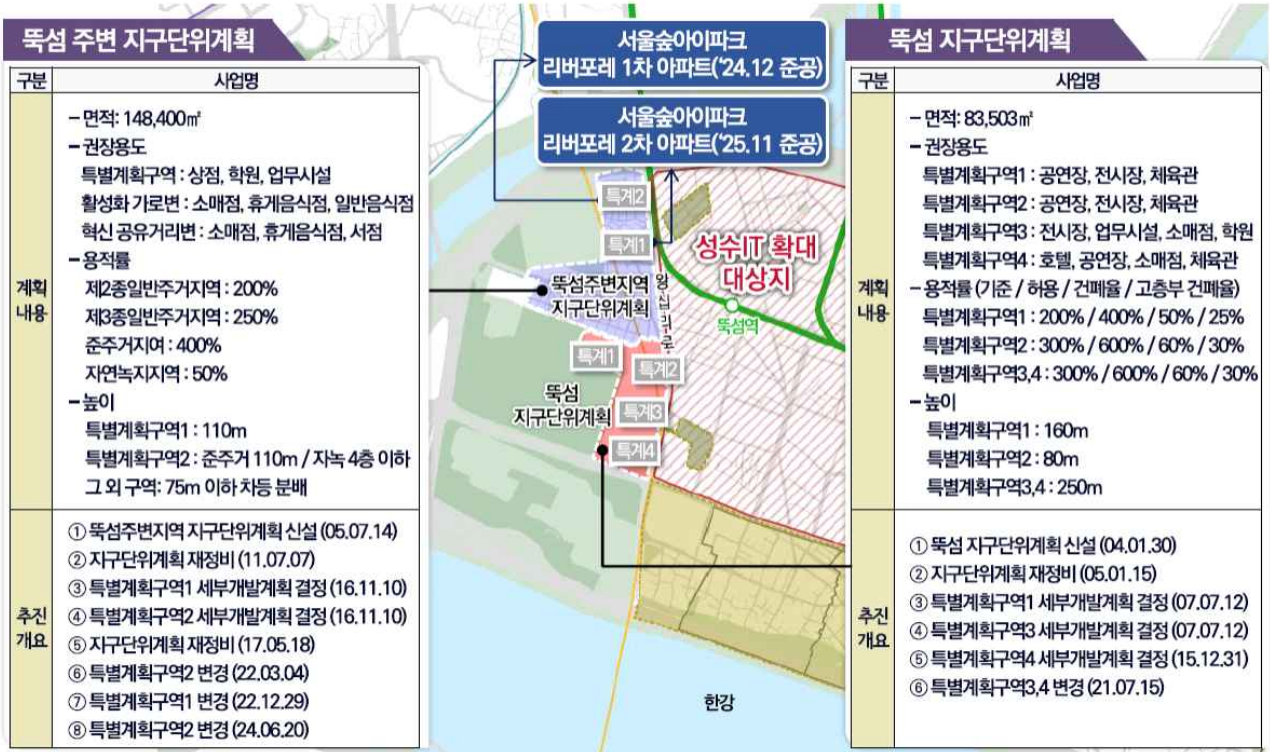 뚝섬 주변 지구단위계획
구분
사업명
계획
내용
- 면적: 148,400㎡
- 권장용도
특별계획구역 : 상점, 학원, 업무시설
활성화 가로변 : 소매점, 휴게음식점, 일반음식점
혁신 공유거리변 : 소매점, 휴게음식점, 서점
- 용적률
제2종일반주거지역 : 200%
제3종일반주거지역 : 250%
준주거지여 : 400%
자연녹지지역 : 50%
- 높이
특별계획구역1 : 110m
특별계획구역2 : 준주거 110m / 자녹 4층 이하
그 외 구역: 75m 이하 차등 분배
추진
개요
① 뚝섬주변지역 지구단위계획 신설 (05.07.14)
② 지구단위계획 재정비 (11.07.07)
③ 특별계획구역1 세부개발계획 결정 (16.11.10)
④ 특별계획구역2 세부개발계획 결정 (16.11.10)
⑤ 지구단위계획 재정비 (17.05.18)
⑥ 특별계획구역2 변경 (22.03.04)
⑦ 특별계획구역1 변경 (22.12.29)
⑧ 특별계획구역2 변경 (24.06.20)
서울숲아이파크
리버포레 1차 아파트('24.12 준공)
서울숲아이파크
리버포레 2차 아파트('25.11 준공)
특계2
특계1
성수IT 확대
대상지
뚝섬주변지역
지구단위계획
왕십리로
뚝섬역
특계1
특계2
뚝섬
지구단위계획
특계3
특계4
한강
뚝섬 지구단위계획
구분
사업명
계획
내용
- 면적: 83,503㎡
- 권장용도
특별계획구역1 : 공연장, 전시장, 체육관
특별계획구역2 : 공연장, 전시장, 체육관
특별계획구역3 : 전시장, 업무시설, 소매점, 학원
특별계획구역4 : 호텔, 공연장, 소매점, 체육관
- 용적률 (기준 / 허용 / 건폐율 / 고층부 건폐율)
특별계획구역1 : 200% / 400% / 50% / 25%
특별계획구역2 : 300% / 600% / 60% / 30%
특별계획구역3,4 : 300% / 600% / 60% / 30%
- 높이
특별계획구역1 : 160m
특별계획구역2 : 80m
특별계획구역3,4 : 250m
추진
개요
① 뚝섬 지구단위계획 신설 (04.01.30)
② 지구단위계획 재정비 (05.01.15)
③ 특별계획구역1 세부개발계획 결정 (07.07.12)
④ 특별계획구역3 세부개발계획 결정 (07.07.12)
⑤ 특별계획구역4 세부개발계획 결정 (15.12.31)
⑥ 특별계획구역3,4 변경 (21.07.15)